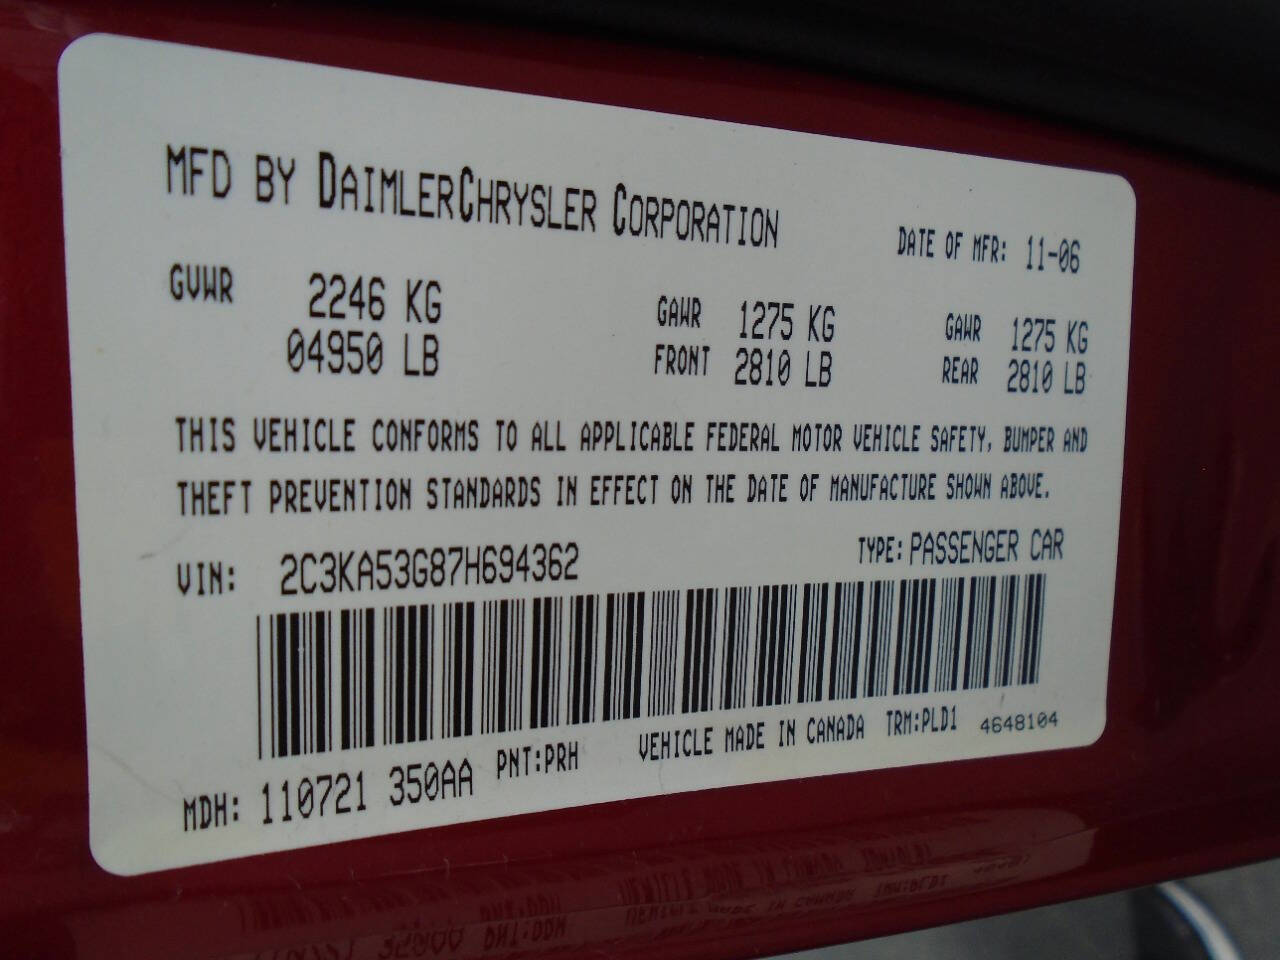 MFD BY DAIMLERCHRYSLER CORPORATION
DATE OF MFR: 11-06
GVWR 2246 KG
04950 LB
GAWR 1275 KG
FRONT 2810 LB
GAWR 1275 KG
REAR 2810 LB
THIS VEHICLE CONFORMS TO ALL APPLICABLE FEDERAL MOTOR VEHICLE SAFETY, BUMPER AND
THEFT PREVENTION STANDARDS IN EFFECT ON THE DATE OF MANUFACTURE SHOWN ABOVE.
VIN: 2C3KA53G87H694362
TYPE: PASSENGER CAR
MDH: 110721 350AA
PNT:PRH
VEHICLE MADE IN CANADA
TRM:PLD1
4648104